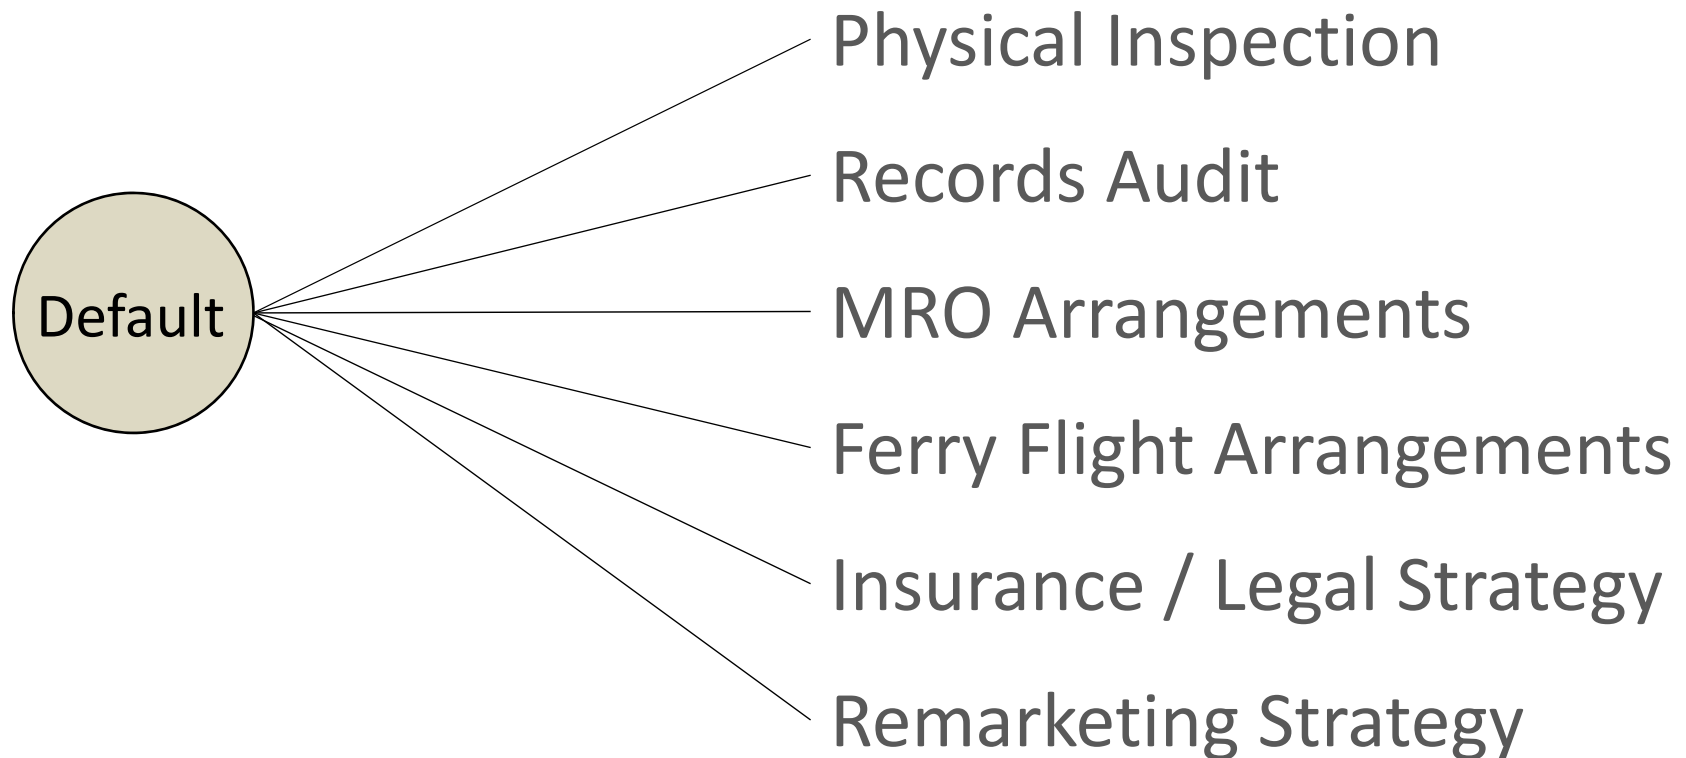 Physical Inspection
Records Audit
Default
MRO Arrangements
Ferry Flight Arrangements
Insurance / Legal Strategy
Remarketing Strategy